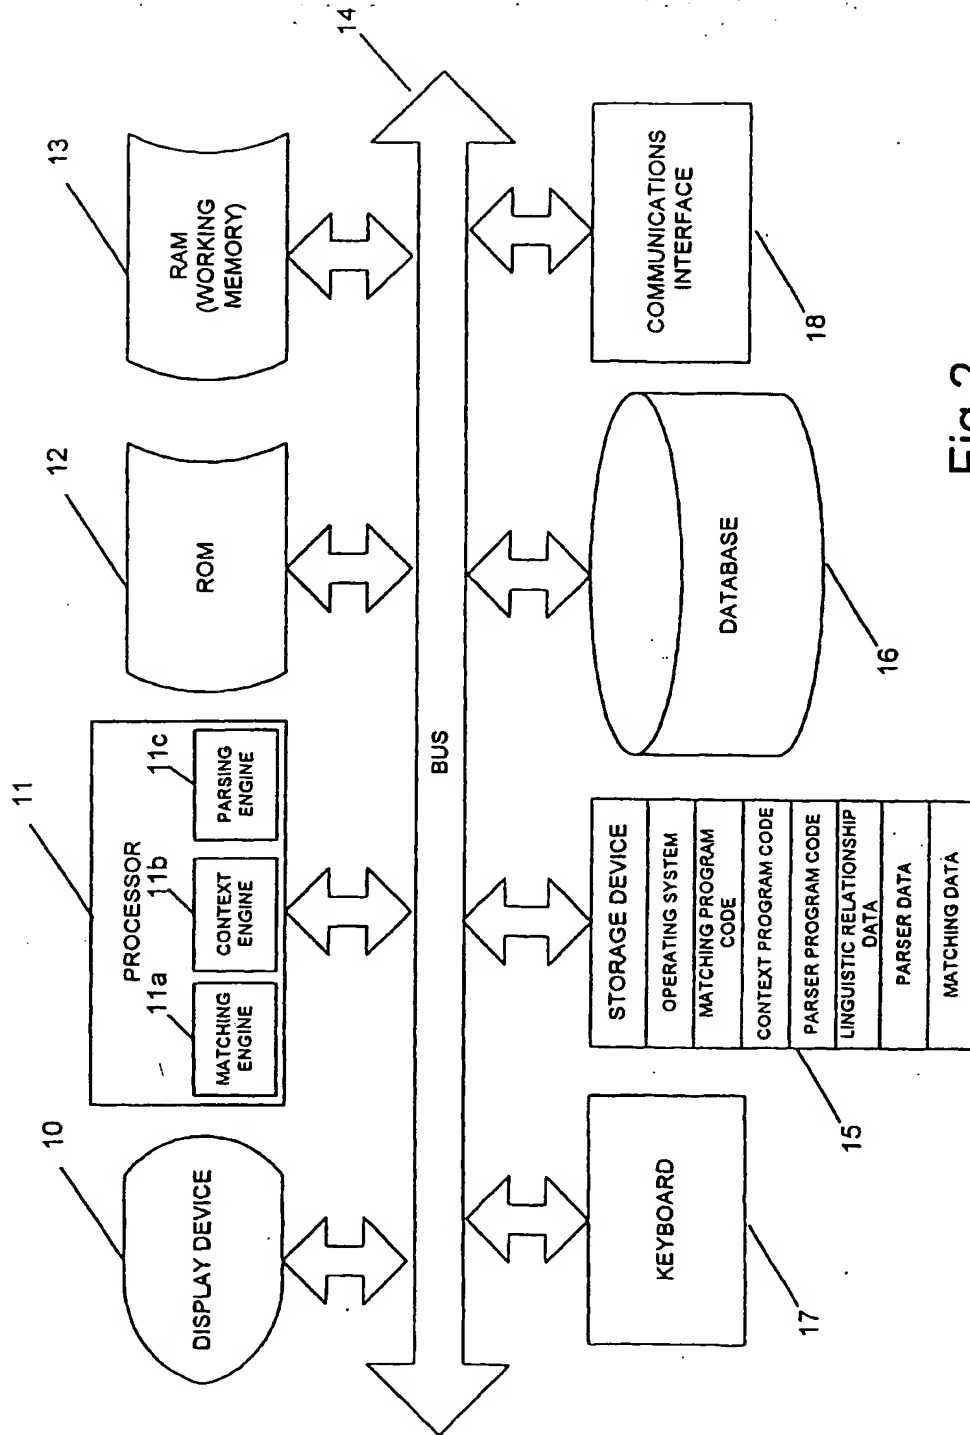 10
DISPLAY DEVICE
11
PROCESSOR
11a
MATCHING
ENGINE
11b
CONTEXT
ENGINE
11c
PARSING
ENGINE
12
ROM
13
RAM
(WORKING
MEMORY)
14
BUS
KEYBOARD
17
STORAGE DEVICE
OPERATING SYSTEM
MATCHING PROGRAM
CODE
CONTEXT PROGRAM CODE
PARSER PROGRAM CODE
LINGUISTIC RELATIONSHIP
DATA
PARSER DATA
MATCHING DATA
15
DATABASE
16
COMMUNICATIONS
INTERFACE
18
Fig 2